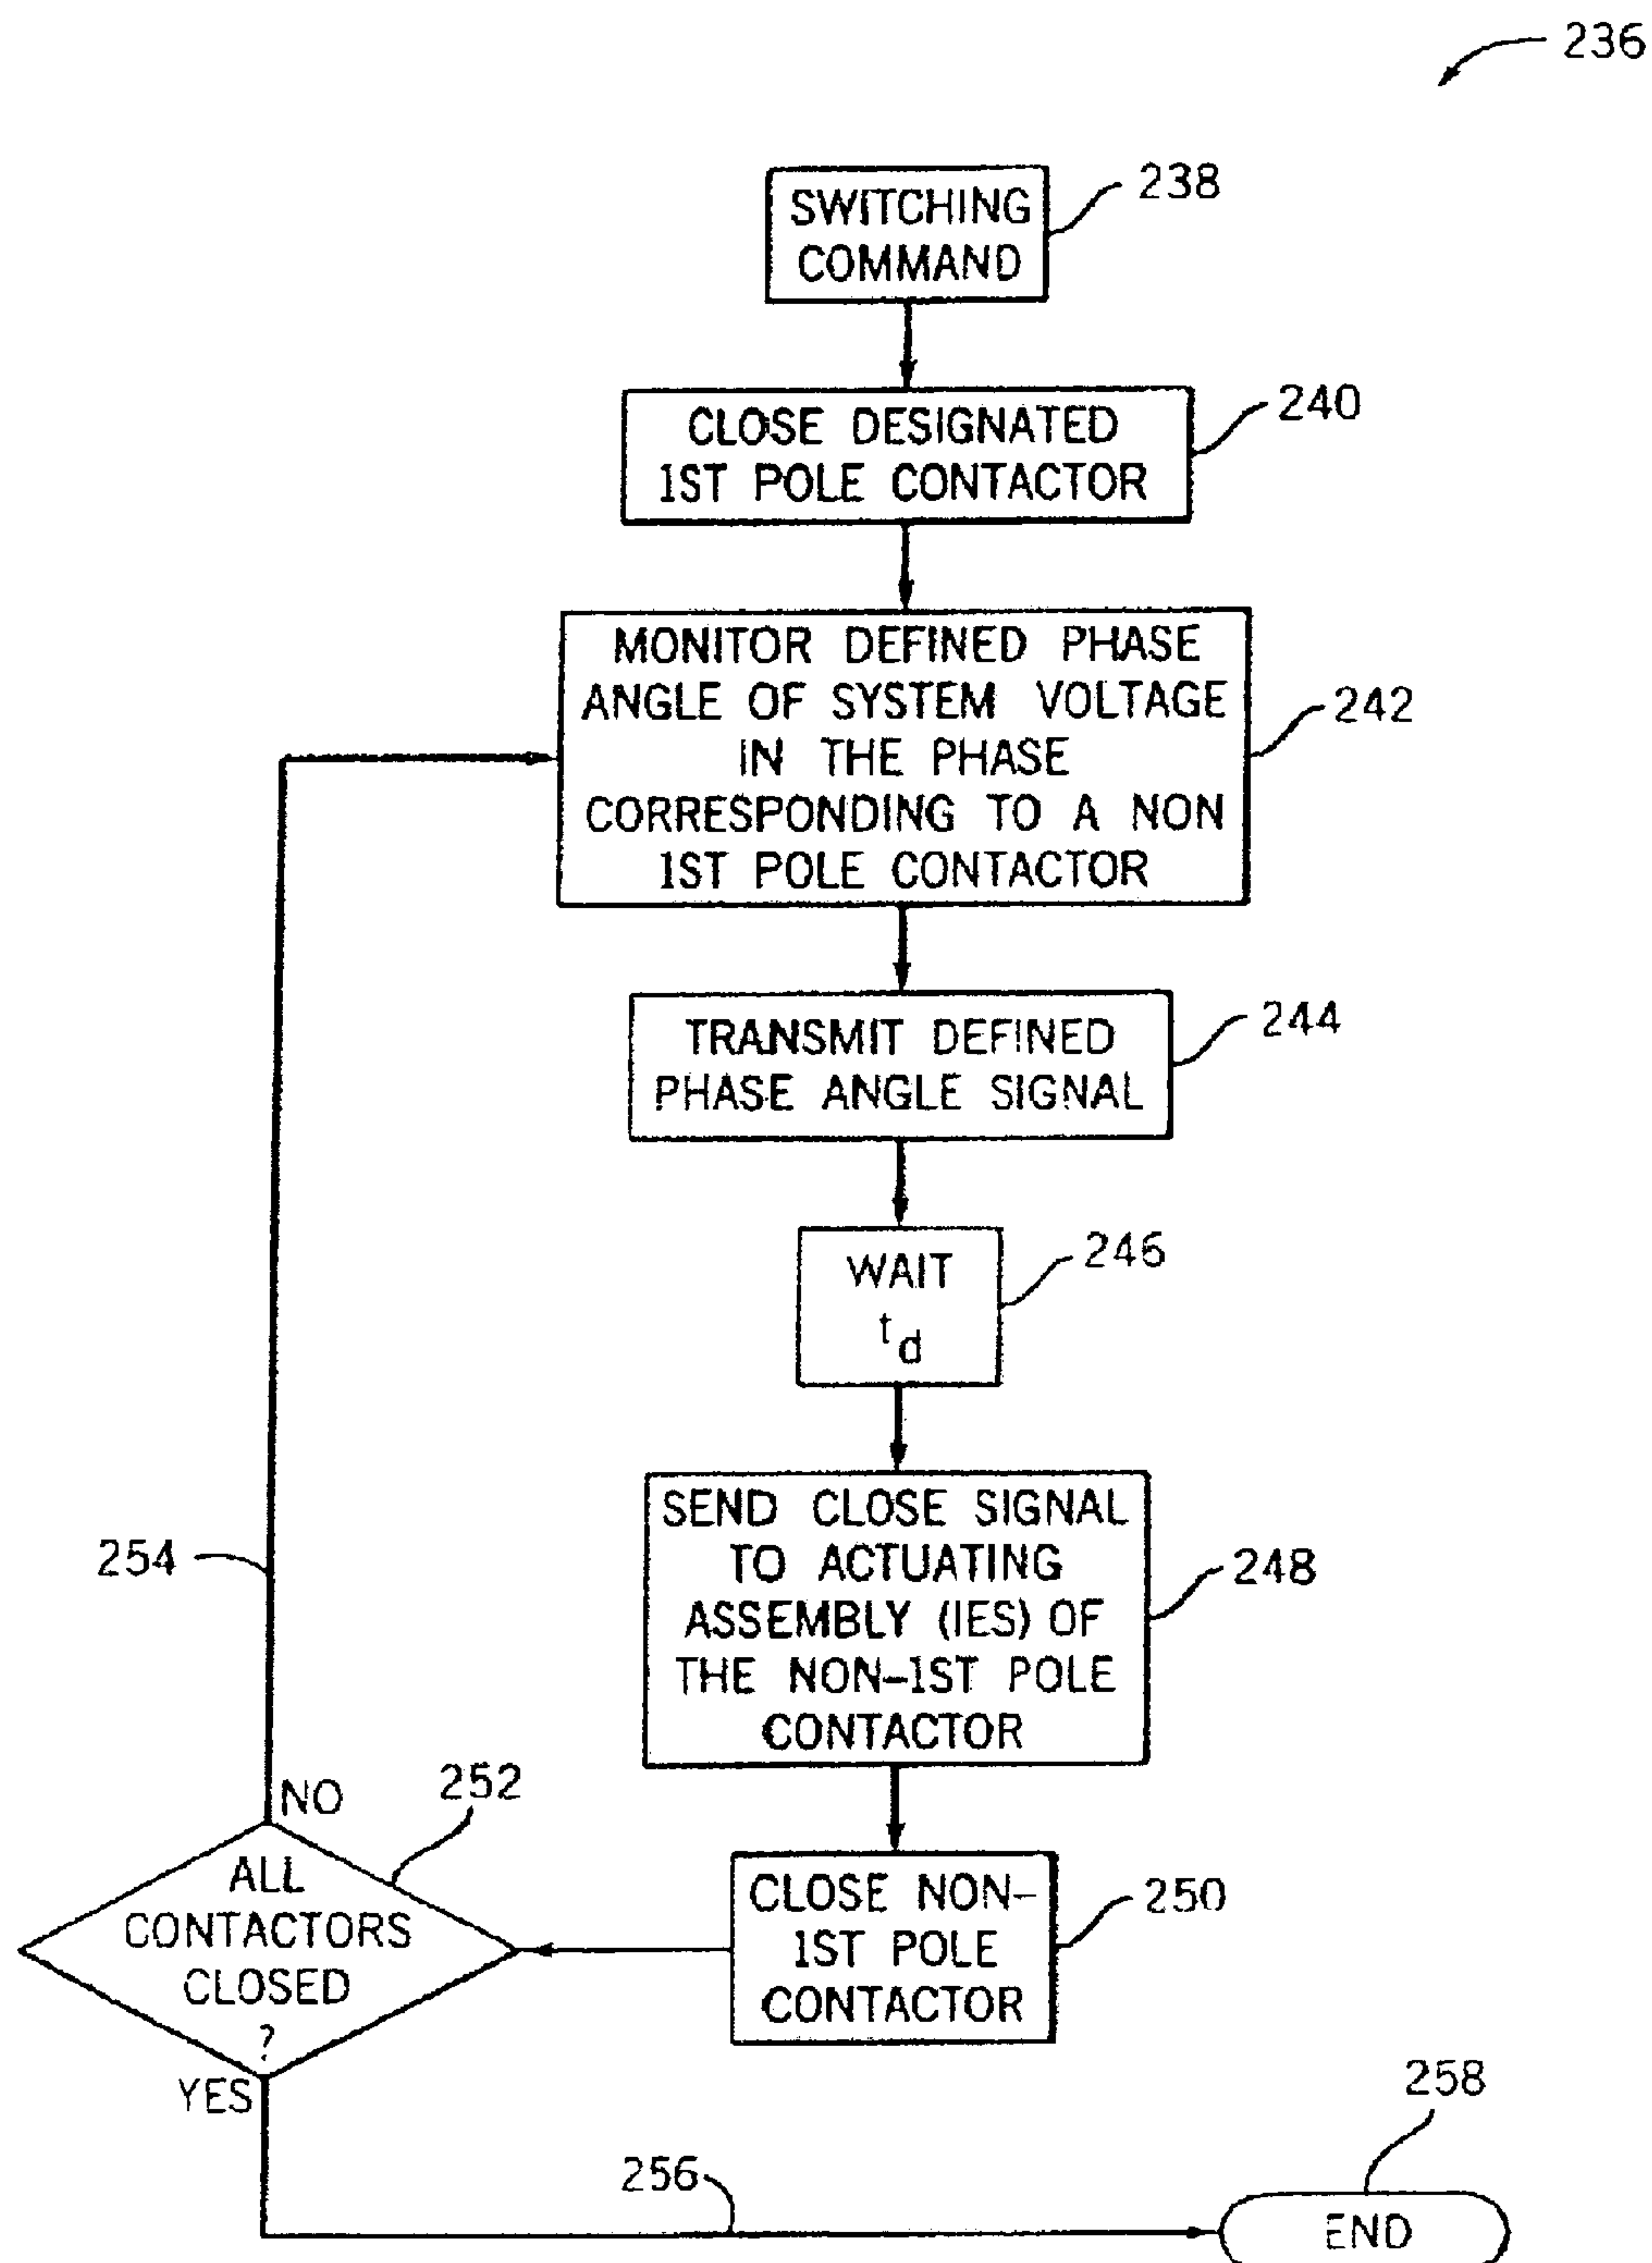 236
SWITCHING
COMMAND
238
CLOSE DESIGNATED
1ST POLE CONTACTOR
240
MONITOR DEFINED PHASE
ANGLE OF SYSTEM VOLTAGE
IN THE PHASE
CORRESPONDING TO A NON
1ST POLE CONTACTOR
242
TRANSMIT DEFINED
PHASE ANGLE SIGNAL
244
WAIT
td
246
SEND CLOSE SIGNAL
TO ACTUATING
ASSEMBLY (IES) OF
THE NON-1ST POLE
CONTACTOR
248
254
NO
252
ALL
CONTACTORS
CLOSED
?
YES
CLOSE NON-
1ST POLE
CONTACTOR
250
256
258
END